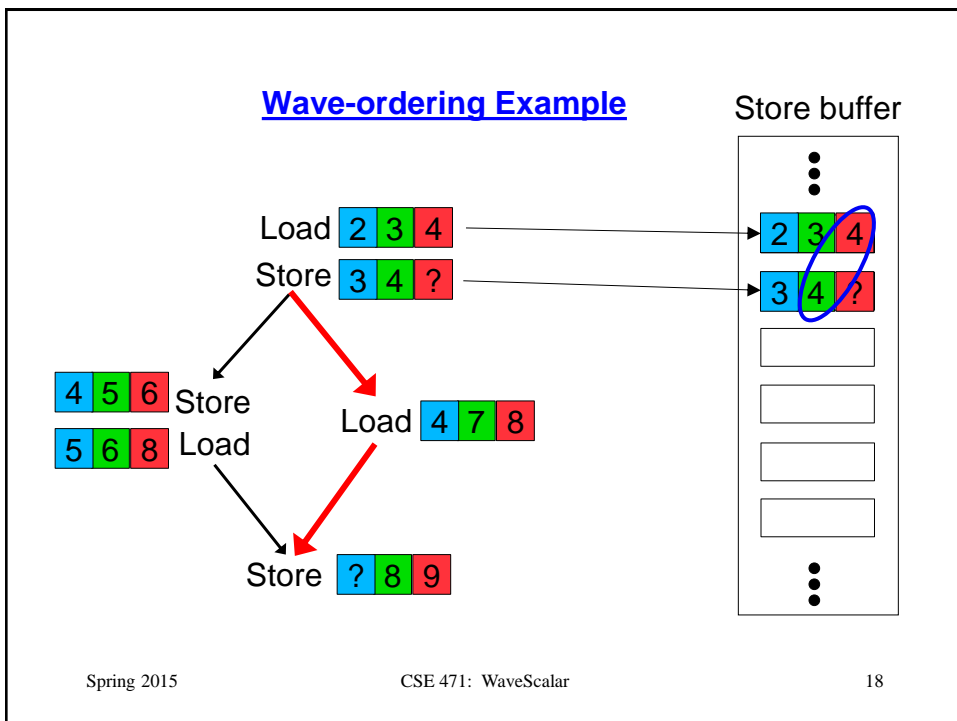 Wave-ordering Example
Store buffer
Load 2 3 4
2 3 4
Store 3 4 ?
3 4 ?
4 5 6 Store
5 6 8 Load
Load 4 7 8
Store ? 8 9
Spring 2015
CSE 471: WaveScalar
18